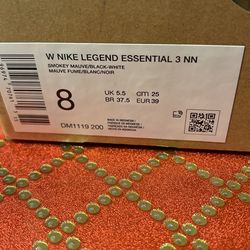 W NIKE LEGEND ESSENTIAL 3 NN
SMOKEY MAUVE/BLACK-WHITE
MAUVE FUME/BLANC/NOIR
8
UK 5.5 CM 25
BR 37.5 EUR 39
DM1119 200